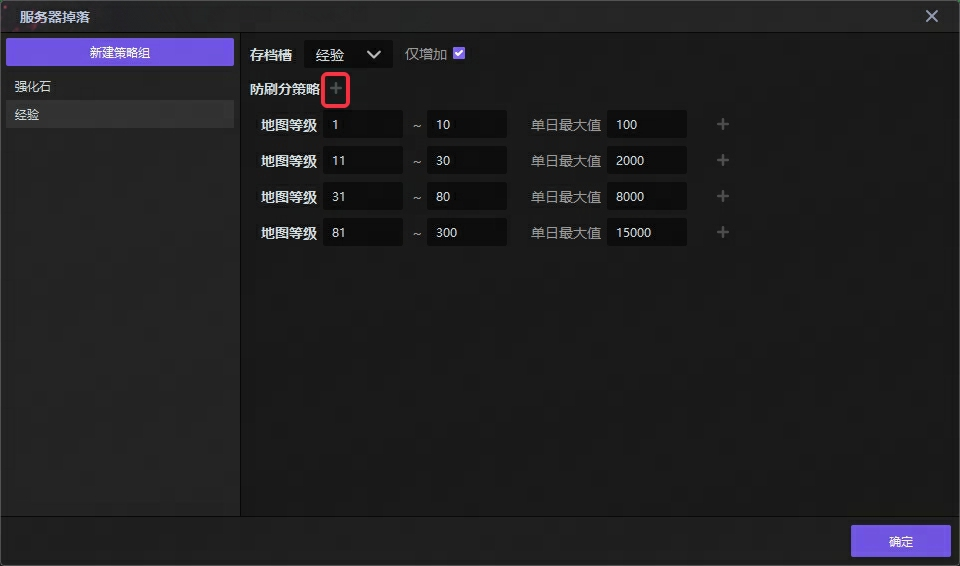 服务器掉落
新建策略组
强化石
经验
存档槽 经验 仅增加
防刷分策略
地图等级 1 ~ 10 单日最大值 100
地图等级 11 ~ 30 单日最大值 2000
地图等级 31 ~ 80 单日最大值 8000
地图等级 81 ~ 300 单日最大值 15000
确定